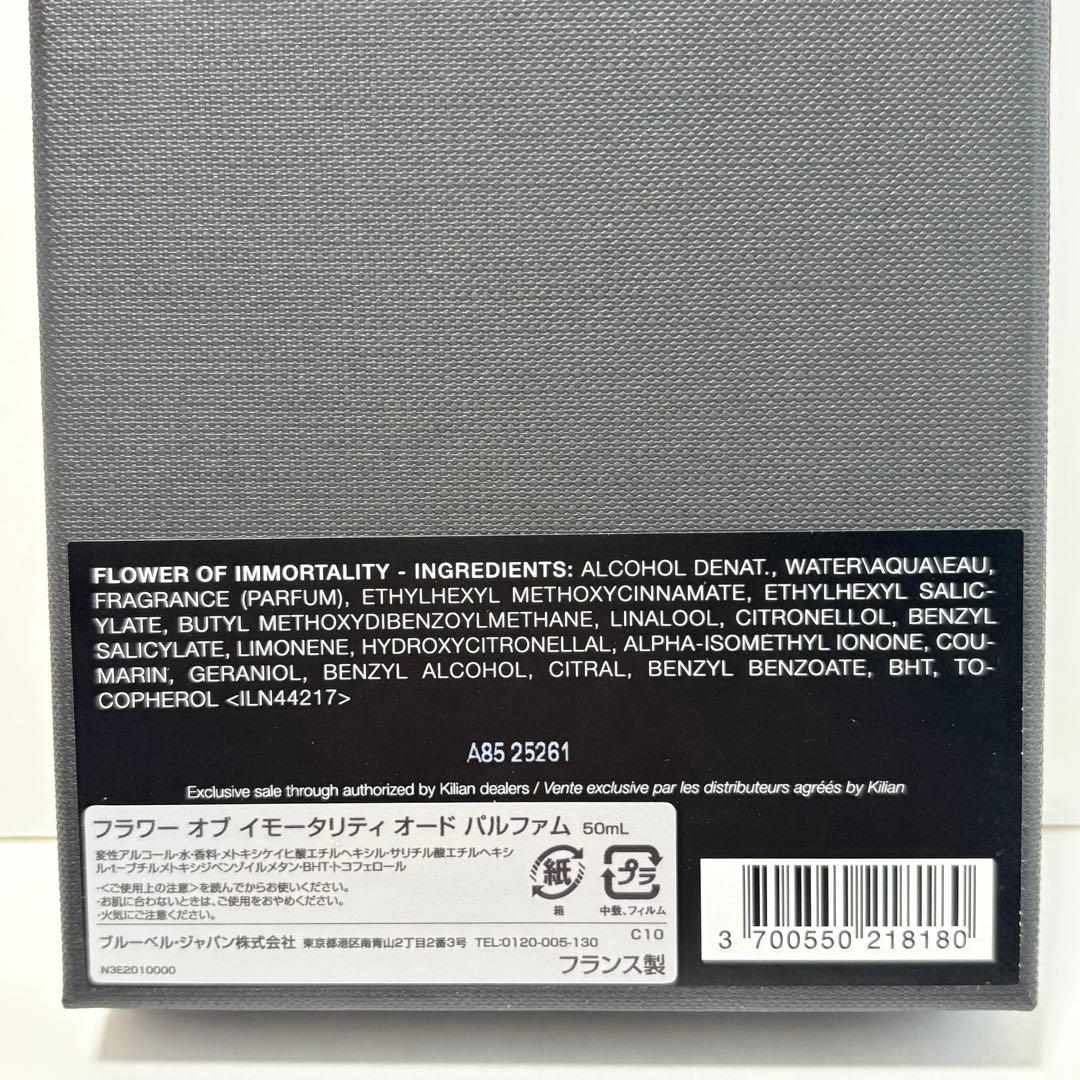 FLOWER OF IMMORTALITY - INGREDIENTS: ALCOHOL DENAT., WATER\AQUA\EAU,
FRAGRANCE (PARFUM), ETHYLHEXYL METHOXYCINNAMATE, ETHYLHEXYL SALIC-
YLATE, BUTYL METHOXYDIBENZOYLMETHANE, LINALOOL, CITRONELLOL, BENZYL
SALICYLATE, LIMONENE, HYDROXYCITRONELLAL, ALPHA-ISOMETHYL IONONE, COU-
MARIN, GERANIOL, BENZYL ALCOHOL, CITRAL, BENZYL BENZOATE, BHT, TO-
COPHEROL <ILN44217>
A85 25261
Exclusive sale through authorized by Kilian dealers / Vente exclusive par les distributeurs agréés by Kilian
フラワー オブ イモータリティ オード パルファム 50mL
変性アルコール・水・香料・メトキシケイヒ酸エチルヘキシル・サリチル酸エチルヘキシ
ル・t-ブチルメトキシジベンゾイルメタン・BHT・トコフェロール
・<ご使用上の注意>を読んでからお使いください。
・お肌に合わないときは、ご使用をおやめください。
・火気にご注意ください。
紙
箱
プラ
中敷、フィルム
ブルーベル・ジャパン株式会社 東京都港区南青山2丁目2番3号 TEL:0120-005-130
C10
N3E2010000
フランス製
3 700550 218180